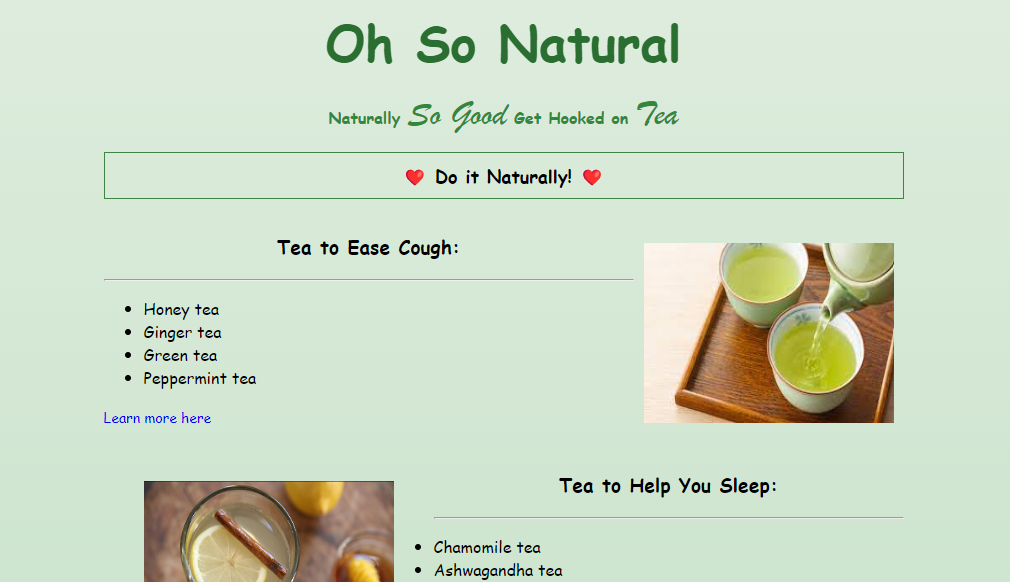 Oh So Natural
Naturally So Good Get Hooked on Tea
❤️ Do it Naturally! ❤️
Tea to Ease Cough:
• Honey tea
• Ginger tea
• Green tea
• Peppermint tea
Learn more here
Tea to Help You Sleep:
• Chamomile tea
• Ashwagandha tea